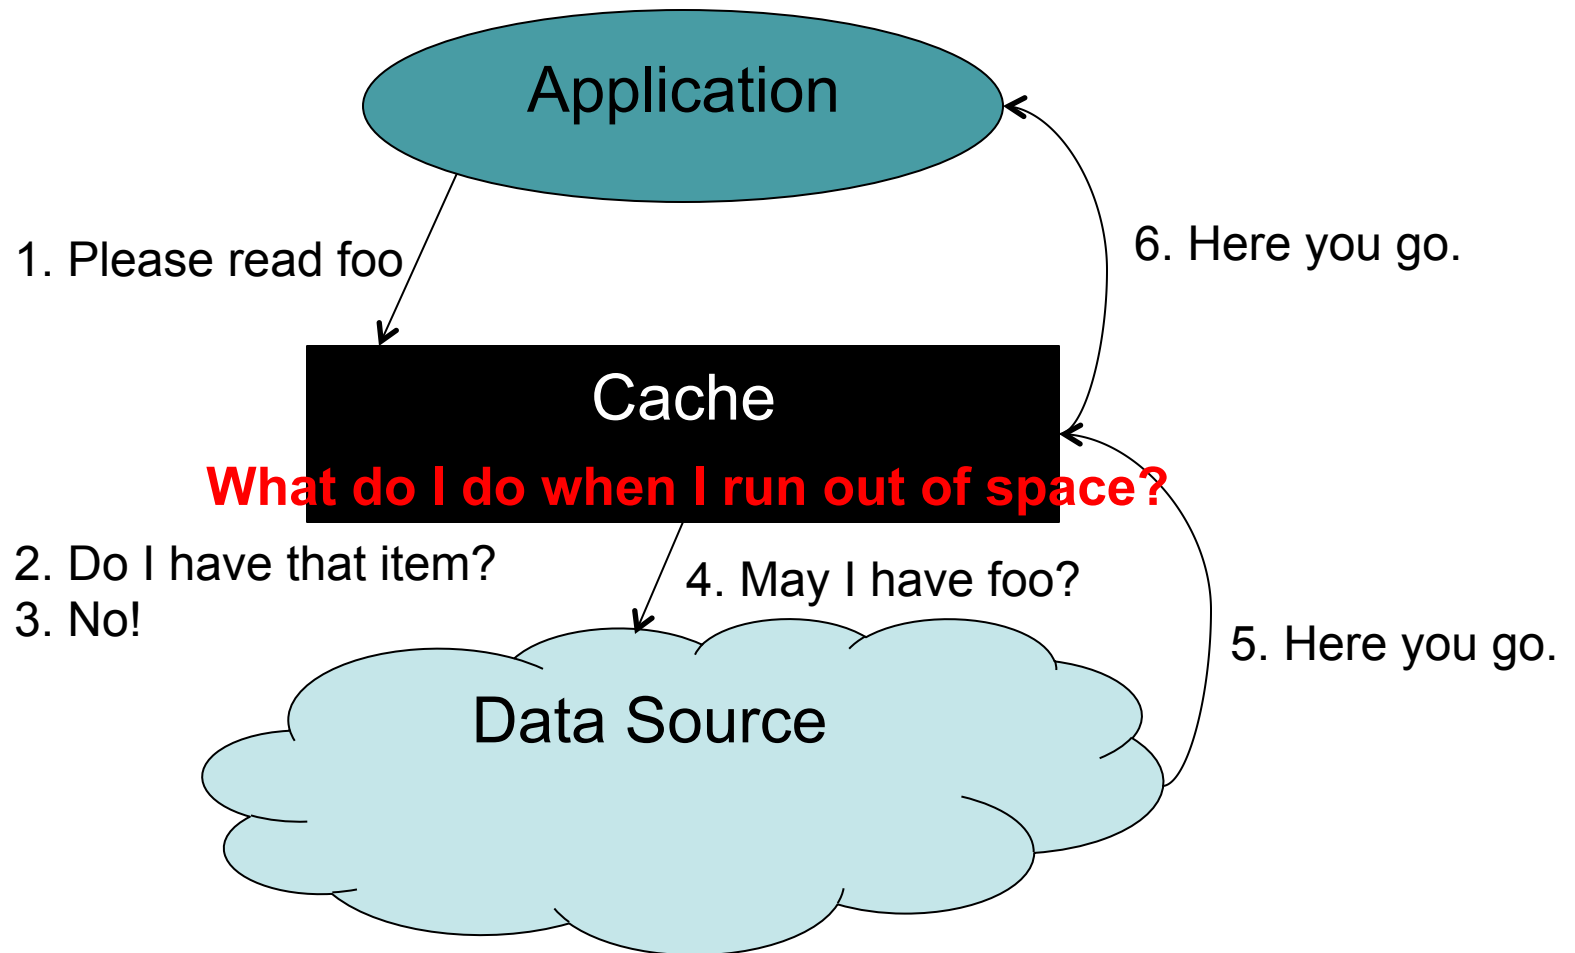 Application
1. Please read foo
6. Here you go.
Cache
What do I do when I run out of space?
2. Do I have that item?
3. No!
4. May I have foo?
5. Here you go.
Data Source